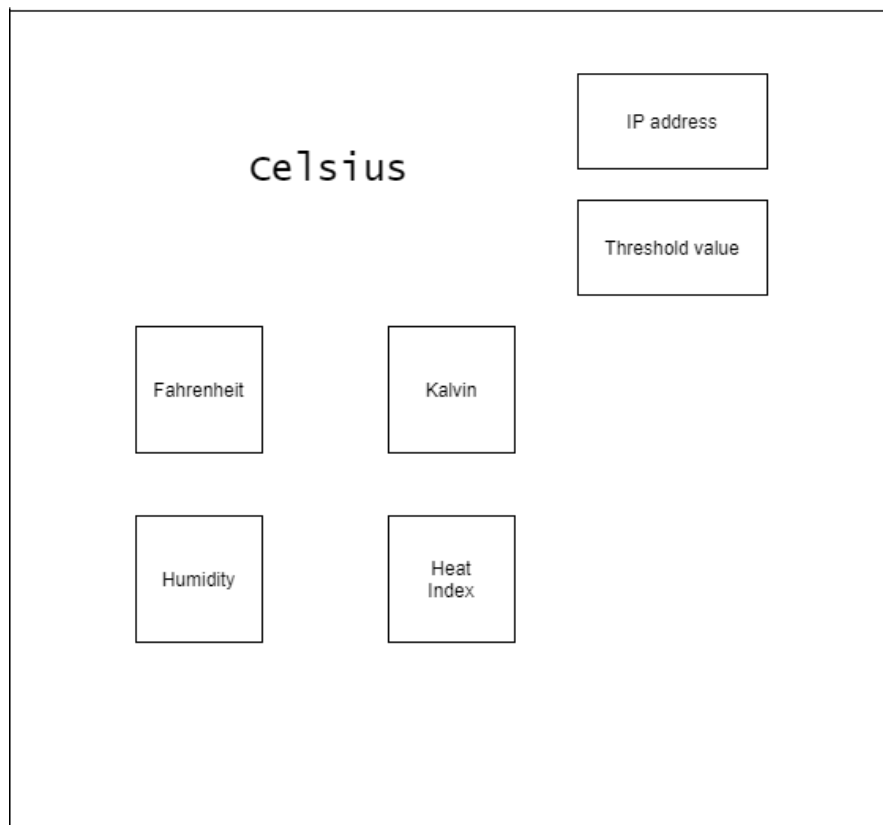 IP address
Celsius
Threshold value
Fahrenheit
Kalvin
Humidity
Heat
Index